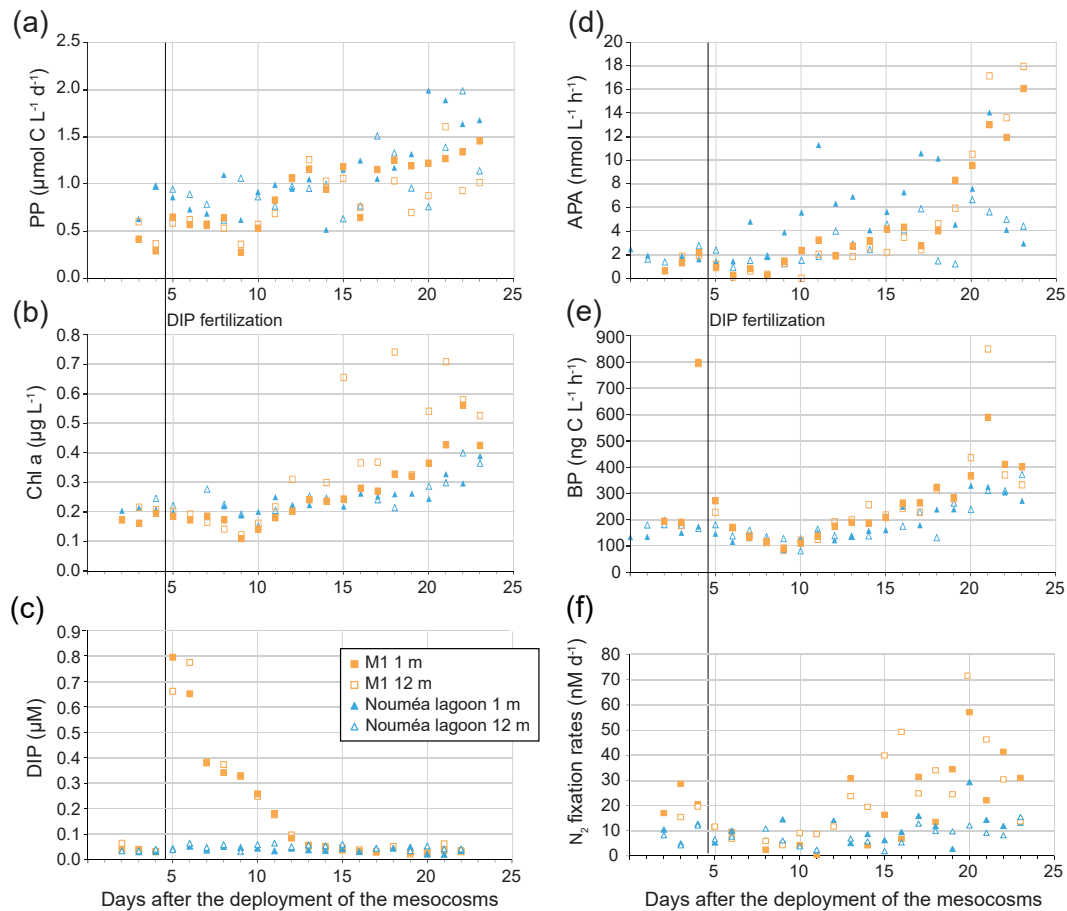 (a)
PP (μmol C L-1 d-1)
2.5
2.0
1.5
1.0
0.5
0.0
5 10 15 20 25
DIP fertilization
(b)
Chl a (μg L-1)
0.8
0.7
0.6
0.5
0.4
0.3
0.2
0.1
0.0
5 10 15 20 25
(c)
DIP (μM)
0.9
0.8
0.7
0.6
0.5
0.4
0.3
0.2
0.1
0.0
M1 1 m
M1 12 m
Nouméa lagoon 1 m
Nouméa lagoon 12 m
5 10 15 20 25
Days after the deployment of the mesocosms
(d)
APA (nmol L-1 h-1)
20
18
16
14
12
10
8
6
4
2
0
5 10 15 20 25
DIP fertilization
(e)
BP (ng C L-1 h-1)
900
800
700
600
500
400
300
200
100
0
5 10 15 20 25
(f)
N2 fixation rates (nM d-1)
80
70
60
50
40
30
20
10
0
5 10 15 20 25
Days after the deployment of the mesocosms